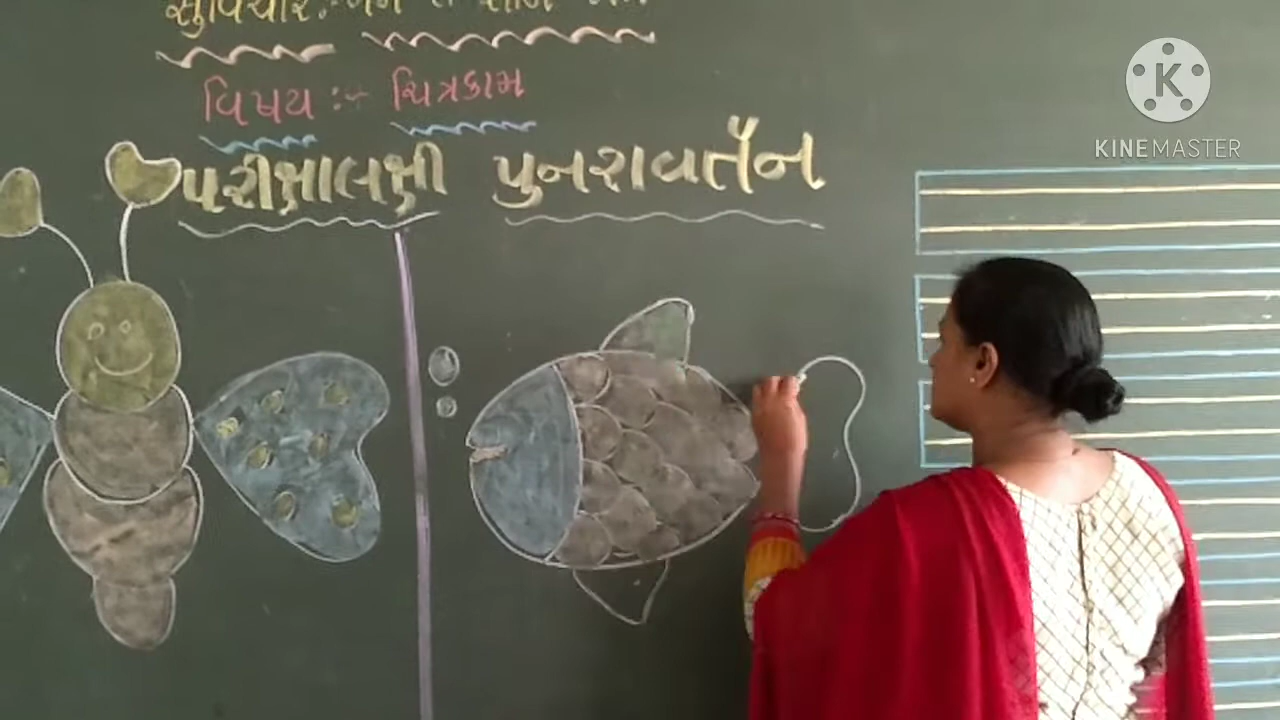 સુવિચાર:-
વિષય :- ચિત્રકામ
પરીક્ષાલક્ષી પુનરાવર્તન
K
KINEMASTER